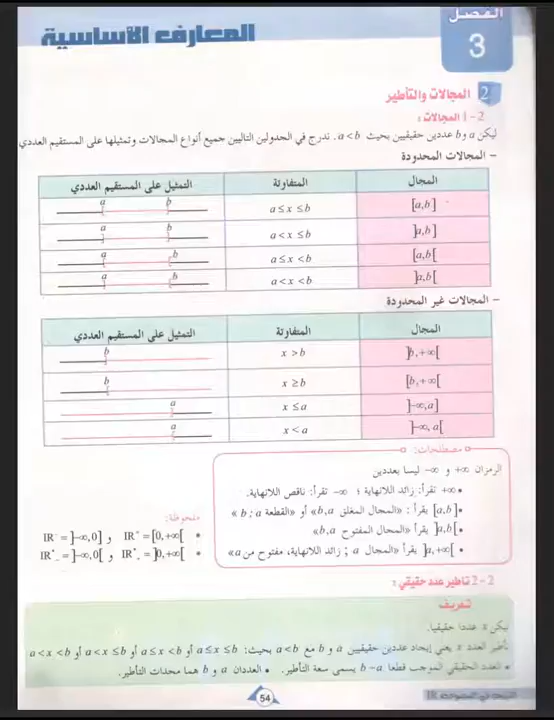 الفصل
3
المعارف الأساسية
2 المجالات والتأطير
2 - 1 المجالات :
ليكن a و b عددين حقيقيين بحيث a<b. ندرج في الجدولين التاليين جميع أنواع المجالات وتمثيلها على المستقيم العددي
– المجالات المحدودة
المجال المتفاوتة التمثيل على المستقيم العددي
[a,b] a ≤ x ≤ b a b
]a,b] a < x ≤ b a b
[a,b[ a ≤ x < b a b
]a,b[ a < x < b a b
– المجالات غير المحدودة
المجال المتفاوتة التمثيل على المستقيم العددي
]b,+∞[ x > b b
[b,+∞[ x ≥ b b
]-∞,a] x ≤ a a
]-∞,a[ x < a a
مصطلحات:
الرمزان ∞+ و ∞− ليسا بعددين
• ∞+ تقرأ: زائد اللانهاية ؛ ∞− تقرأ: ناقص اللانهاية.
• [a,b] يقرأ : «المجال المغلق a,b» أو «القطعة a ; b »
• ]a,b[ يقرأ «المجال المفتوح a,b»
• ]a,+∞[ يقرأ «المجال a ; زائد اللانهاية، مفتوح من a»
ملحوظة:
• IR⁺ = [0,+∞[ و IR⁻ = ]-∞,0]
• IR*₊ = ]0,+∞[ و IR*₋ = ]-∞,0[
2 - 2 تأطير عدد حقيقي :
تعريف
ليكن x عددا حقيقيا.
تأطير العدد x يعني إيجاد عددين حقيقيين a و b مع a<b بحيث: a≤x≤b أو a≤x<b أو a<x≤b أو a<x<b
• العدد الحقيقي الموجب قطعا b−a يسمى سعة التأطير. • العددان a و b هما محدات التأطير.
54